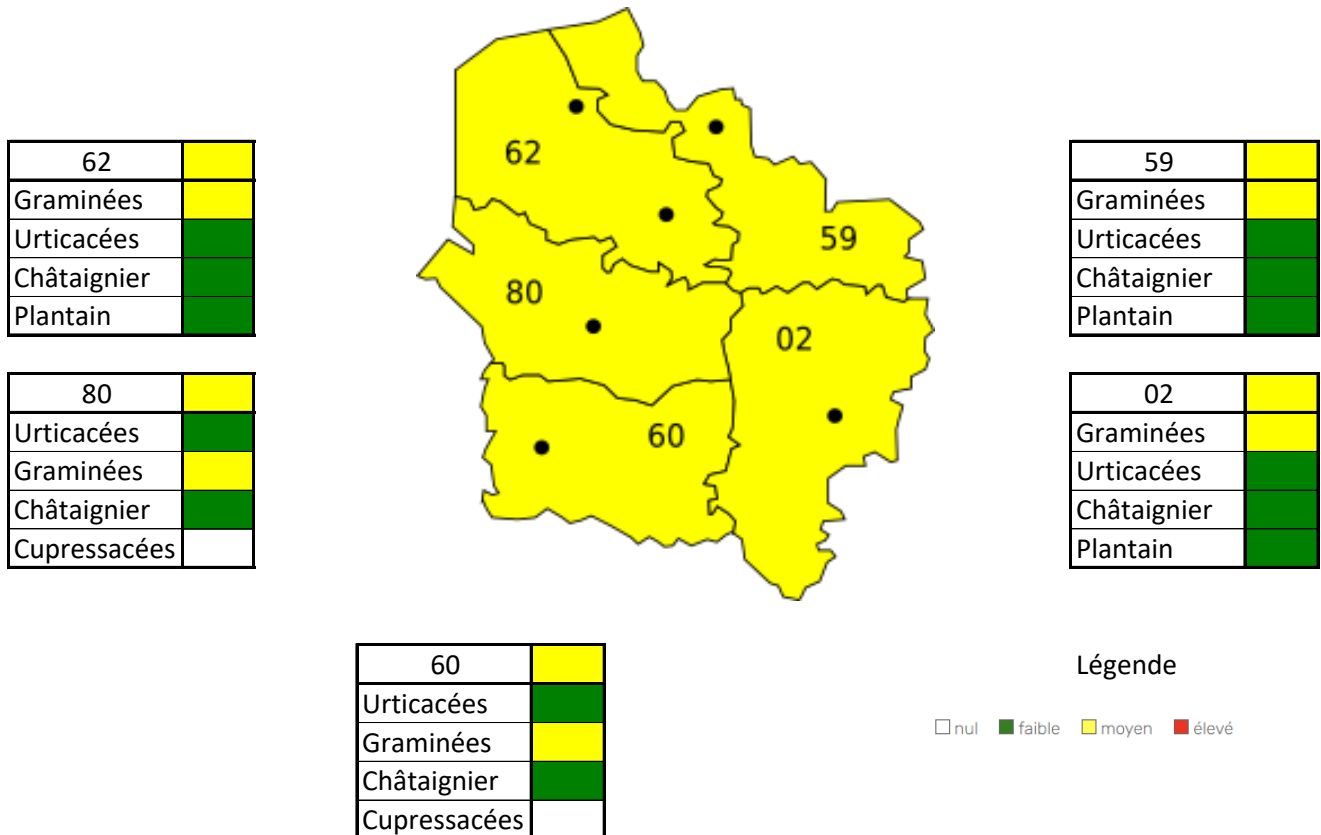 62
Graminées
Urticacées
Châtaignier
Plantain
80
Urticacées
Graminées
Châtaignier
Cupressacées
62
59
80
02
60
59
Graminées
Urticacées
Châtaignier
Plantain
02
Graminées
Urticacées
Châtaignier
Plantain
60
Urticacées
Graminées
Châtaignier
Cupressacées
Légende
nul faible moyen élevé